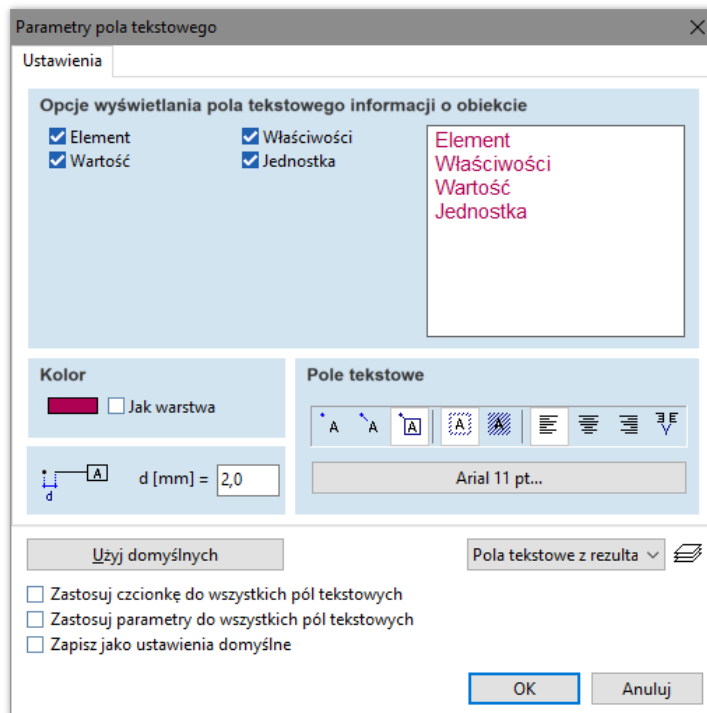 Parametry pola tekstowego
Ustawienia
Opcje wyświetlania pola tekstowego informacji o obiekcie
Element
Właściwości
Wartość
Jednostka
Element
Właściwości
Wartość
Jednostka
Kolor
Jak warstwa
Pole tekstowe
A A A A A
A
d
d [mm] = 2,0
Arial 11 pt...
Użyj domyślnych
Pola tekstowe z rezulta
Zastosuj czcionkę do wszystkich pól tekstowych
Zastosuj parametry do wszystkich pól tekstowych
Zapisz jako ustawienia domyślne
OK
Anuluj